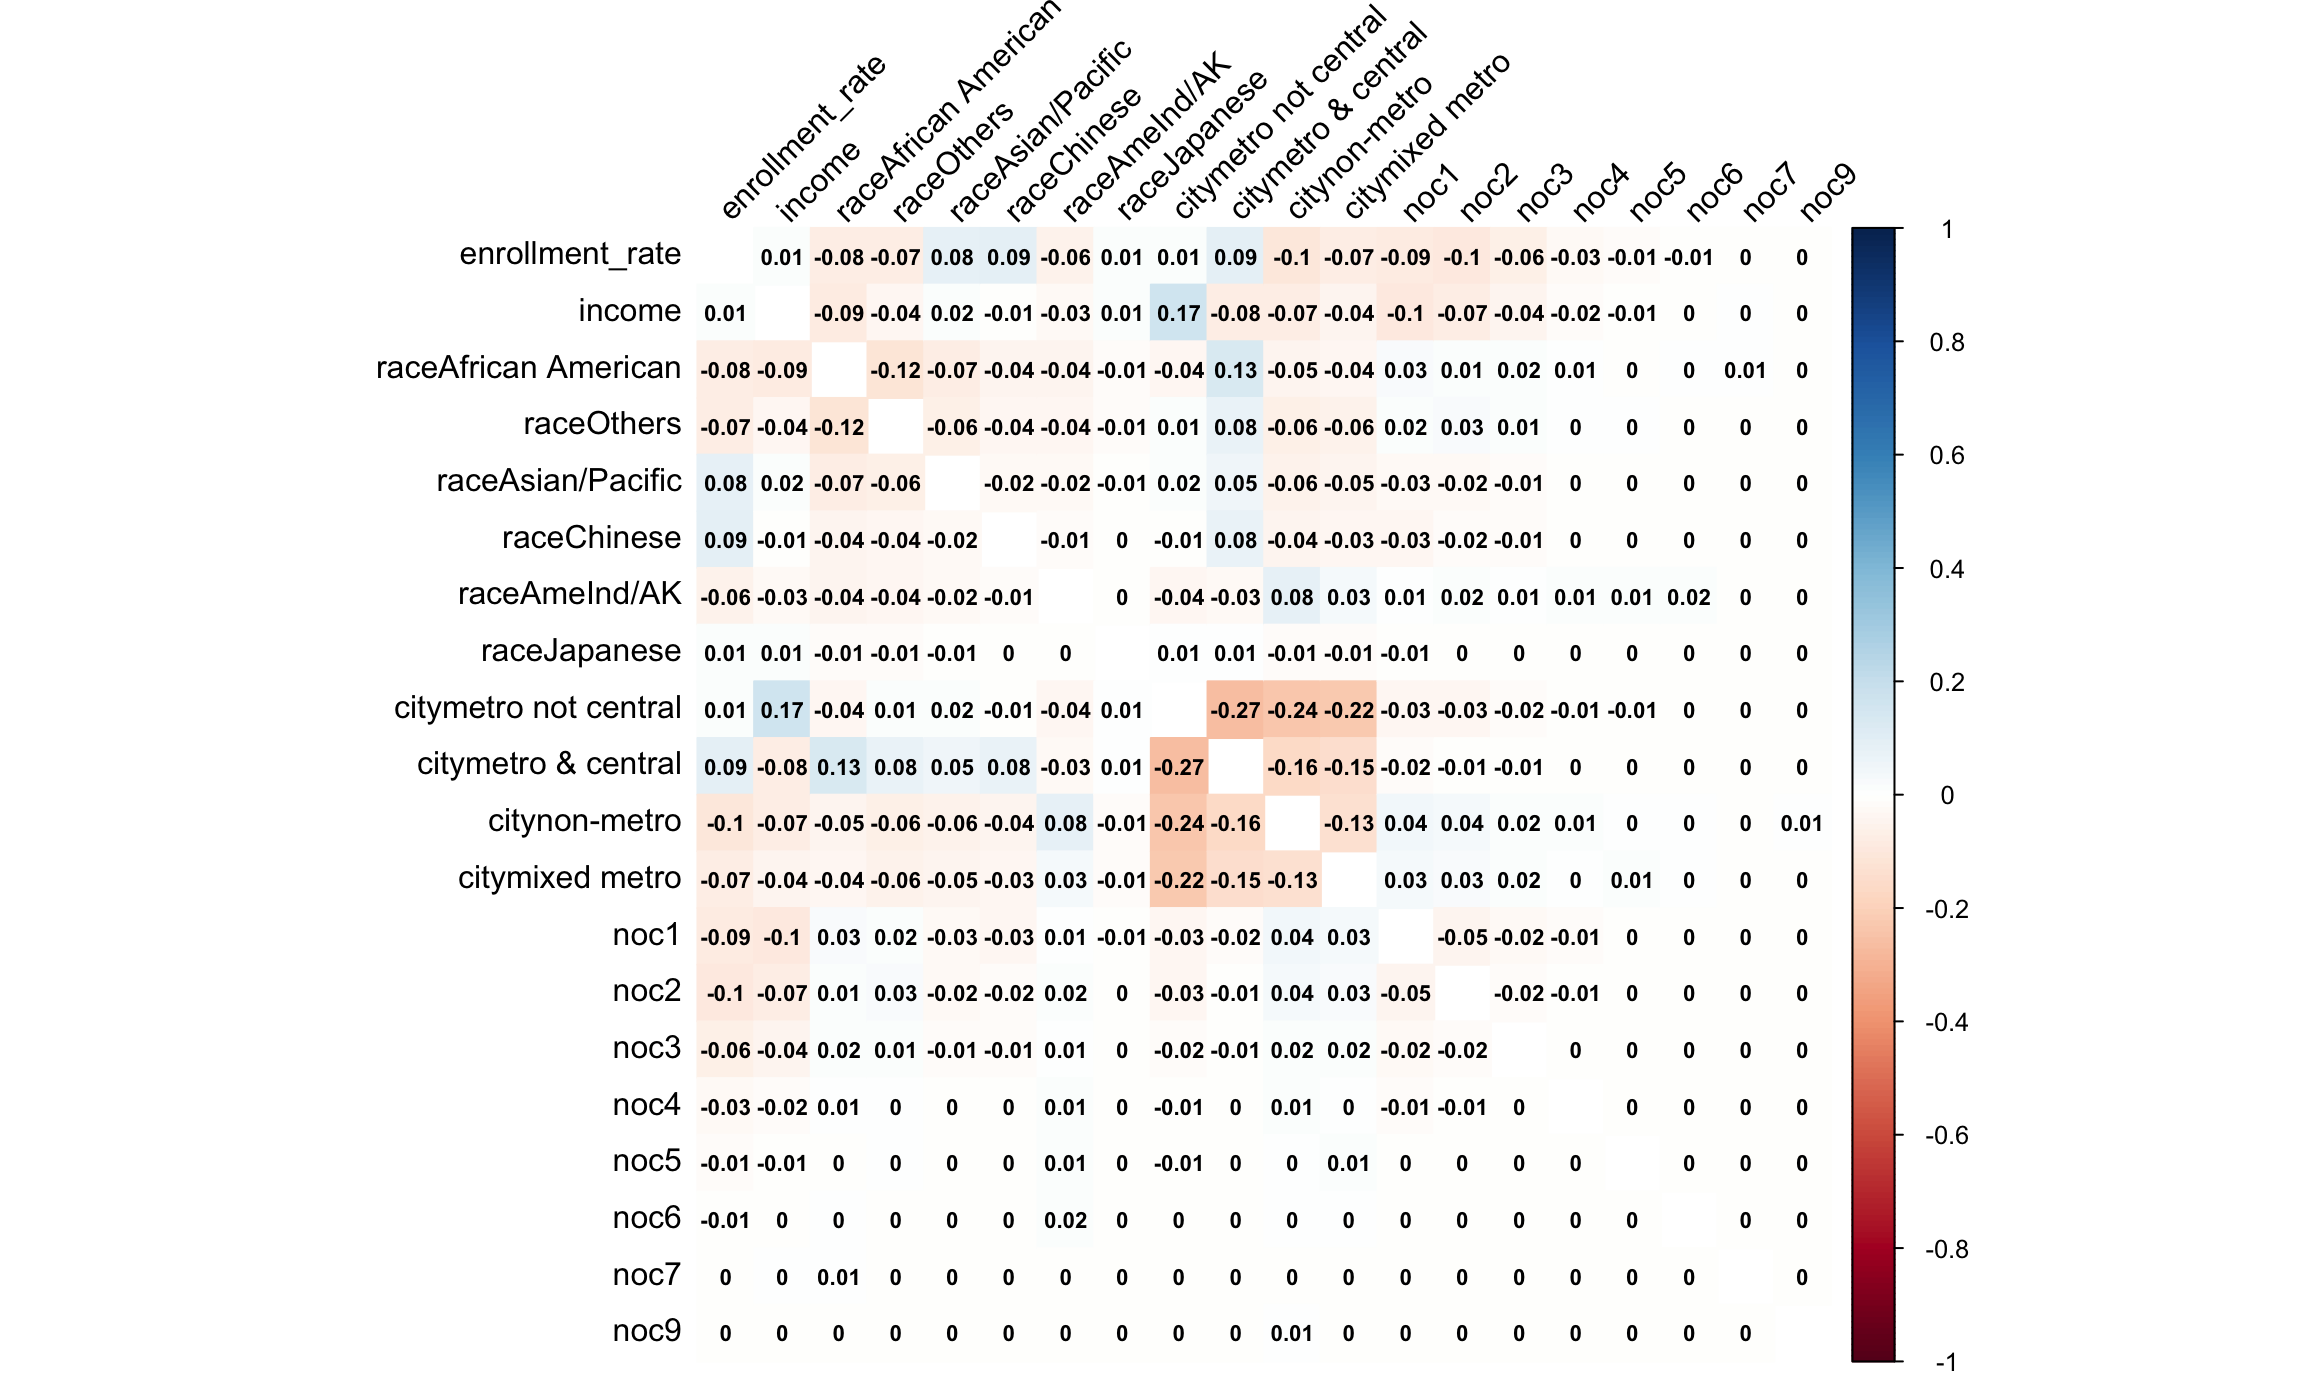 enrollment_rate
income
raceAfrican American
raceOthers
raceAsian/Pacific
raceChinese
raceAmeInd/AK
raceJapanese
citymetro not central
citymetro & central
citynon-metro
citymixed metro
noc1
noc2
noc3
noc4
noc5
noc6
noc7
noc9
enrollment_rate 0.01 -0.08 -0.07 0.08 0.09 -0.06 0.01 0.01 0.09 -0.1 -0.07 -0.09 -0.1 -0.06 -0.03 -0.01 -0.01 0 0
income 0.01 -0.09 -0.04 0.02 -0.01 -0.03 0.01 0.17 -0.08 -0.07 -0.04 -0.1 -0.07 -0.04 -0.02 -0.01 0 0 0
raceAfrican American -0.08 -0.09 -0.12 -0.07 -0.04 -0.04 -0.01 -0.04 0.13 -0.05 -0.04 0.03 0.01 0.02 0.01 0 0 0.01 0
raceOthers -0.07 -0.04 -0.12 -0.06 -0.04 -0.04 -0.01 0.01 0.08 -0.06 -0.06 0.02 0.03 0.01 0 0 0 0 0
raceAsian/Pacific 0.08 0.02 -0.07 -0.06 -0.02 -0.02 -0.01 0.02 0.05 -0.06 -0.05 -0.03 -0.02 -0.01 0 0 0 0 0
raceChinese 0.09 -0.01 -0.04 -0.04 -0.02 -0.01 0 -0.01 0.08 -0.04 -0.03 -0.03 -0.02 -0.01 0 0 0 0 0
raceAmeInd/AK -0.06 -0.03 -0.04 -0.04 -0.02 -0.01 0 -0.04 -0.03 0.08 0.03 0.01 0.02 0.01 0.01 0.01 0.02 0 0
raceJapanese 0.01 0.01 -0.01 -0.01 -0.01 0 0 0.01 0.01 -0.01 -0.01 -0.01 0 0 0 0 0 0 0
citymetro not central 0.01 0.17 -0.04 0.01 0.02 -0.01 -0.04 0.01 -0.27 -0.24 -0.22 -0.03 -0.03 -0.02 -0.01 -0.01 0 0 0
citymetro & central 0.09 -0.08 0.13 0.08 0.05 0.08 -0.03 0.01 -0.27 -0.16 -0.15 -0.02 -0.01 -0.01 0 0 0 0 0
citynon-metro -0.1 -0.07 -0.05 -0.06 -0.06 -0.04 0.08 -0.01 -0.24 -0.16 -0.13 0.04 0.04 0.02 0.01 0 0 0 0.01
citymixed metro -0.07 -0.04 -0.04 -0.06 -0.05 -0.03 0.03 -0.01 -0.22 -0.15 -0.13 0.03 0.03 0.02 0 0.01 0 0 0
noc1 -0.09 -0.1 0.03 0.02 -0.03 -0.03 0.01 -0.01 -0.03 -0.02 0.04 0.03 -0.05 -0.02 -0.01 0 0 0 0
noc2 -0.1 -0.07 0.01 0.03 -0.02 -0.02 0.02 0 -0.03 -0.01 0.04 0.03 -0.05 -0.02 -0.01 0 0 0 0
noc3 -0.06 -0.04 0.02 0.01 -0.01 -0.01 0.01 0 -0.02 -0.01 0.02 0.02 -0.02 -0.02 0 0 0 0 0
noc4 -0.03 -0.02 0.01 0 0 0 0.01 0 -0.01 0 0.01 0 -0.01 -0.01 0 0 0 0 0
noc5 -0.01 -0.01 0 0 0 0 0.01 0 -0.01 0 0 0.01 0 0 0 0 0 0 0
noc6 -0.01 0 0 0 0 0 0.02 0 0 0 0 0 0 0 0 0 0 0 0
noc7 0 0 0.01 0 0 0 0 0 0 0 0 0 0 0 0 0 0 0 0
noc9 0 0 0 0 0 0 0 0 0 0 0.01 0 0 0 0 0 0 0 0
1
0.8
0.6
0.4
0.2
0
-0.2
-0.4
-0.6
-0.8
-1